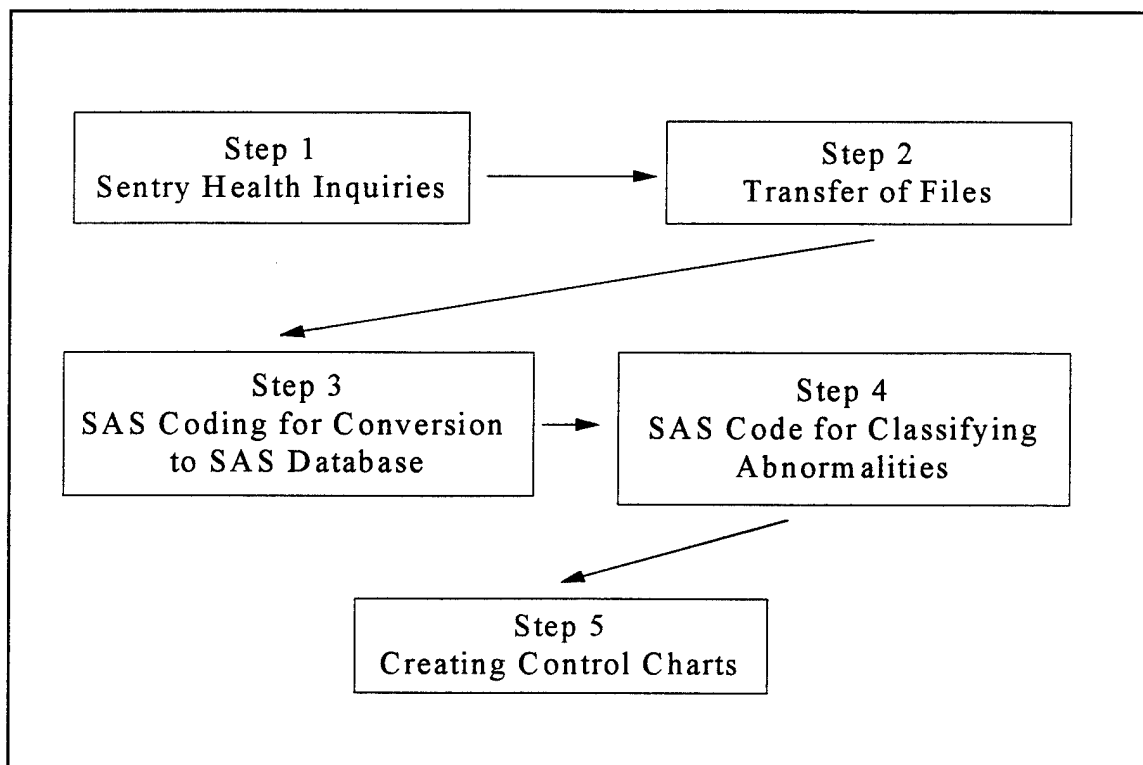 Step 1
Sentry Health Inquiries
Step 2
Transfer of Files
Step 3
SAS Coding for Conversion
to SAS Database
Step 4
SAS Code for Classifying
Abnormalities
Step 5
Creating Control Charts